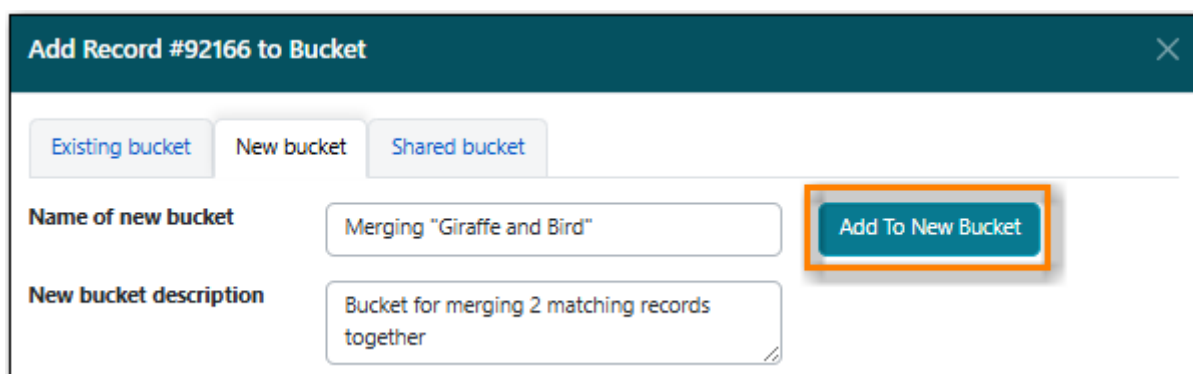 Add Record #92166 to Bucket
Existing bucket New bucket Shared bucket
Name of new bucket Merging "Giraffe and Bird" Add To New Bucket
New bucket description Bucket for merging 2 matching records
together